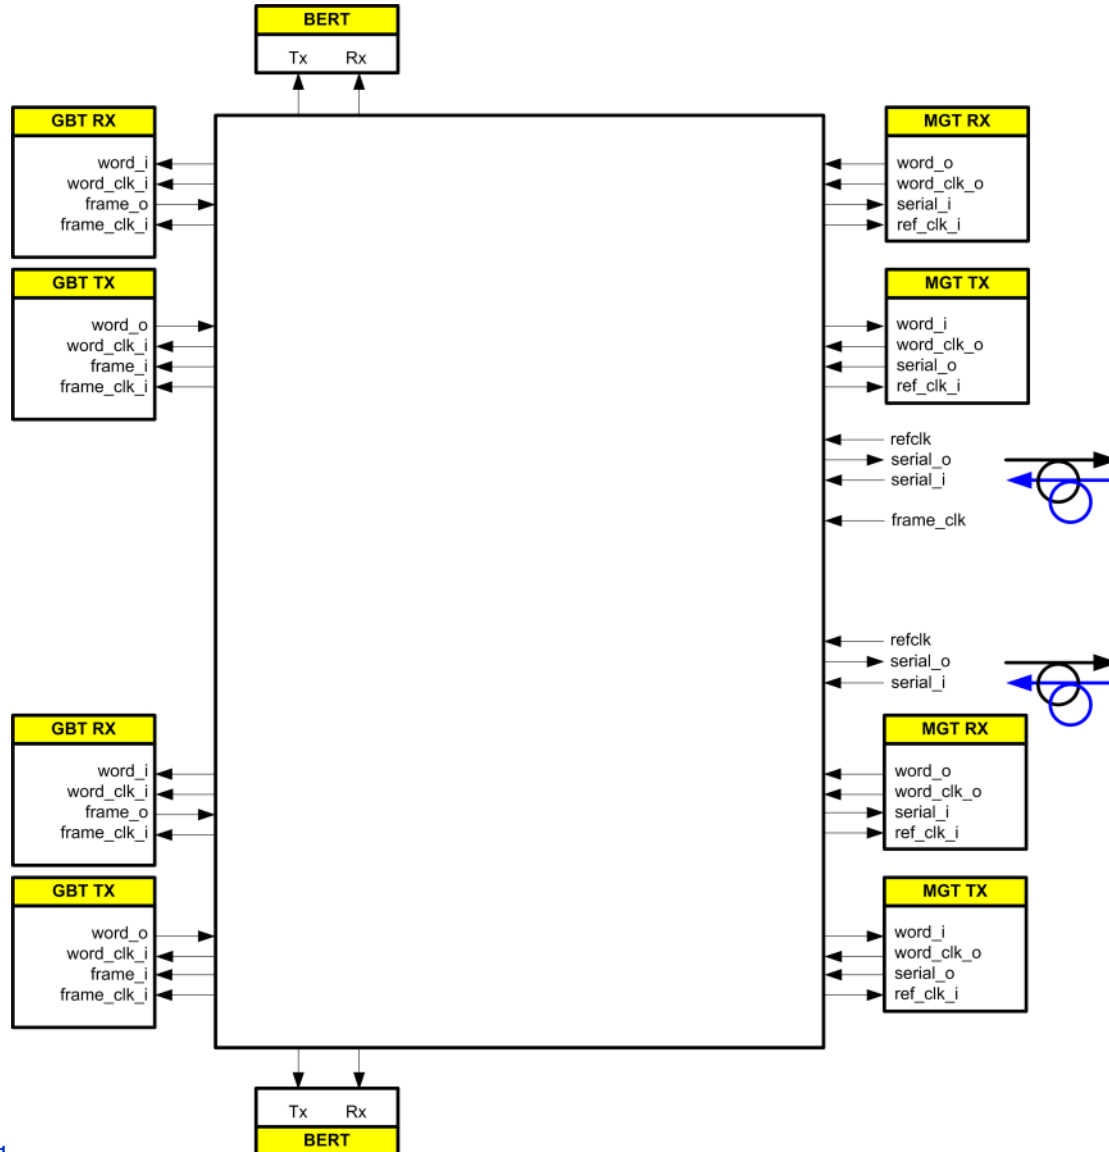 BERT
Tx Rx
GBT RX
word_i
word_clk_i
frame_o
frame_clk_i
MGT RX
word_o
word_clk_o
serial_i
ref_clk_i
GBT TX
word_o
word_clk_i
frame_i
frame_clk_i
MGT TX
word_i
word_clk_o
serial_o
ref_clk_i
refclk
serial_o
serial_i
frame_clk
refclk
serial_o
serial_i
GBT RX
word_i
word_clk_i
frame_o
frame_clk_i
MGT RX
word_o
word_clk_o
serial_i
ref_clk_i
GBT TX
word_o
word_clk_i
frame_i
frame_clk_i
MGT TX
word_i
word_clk_o
serial_o
ref_clk_i
Tx Rx
BERT